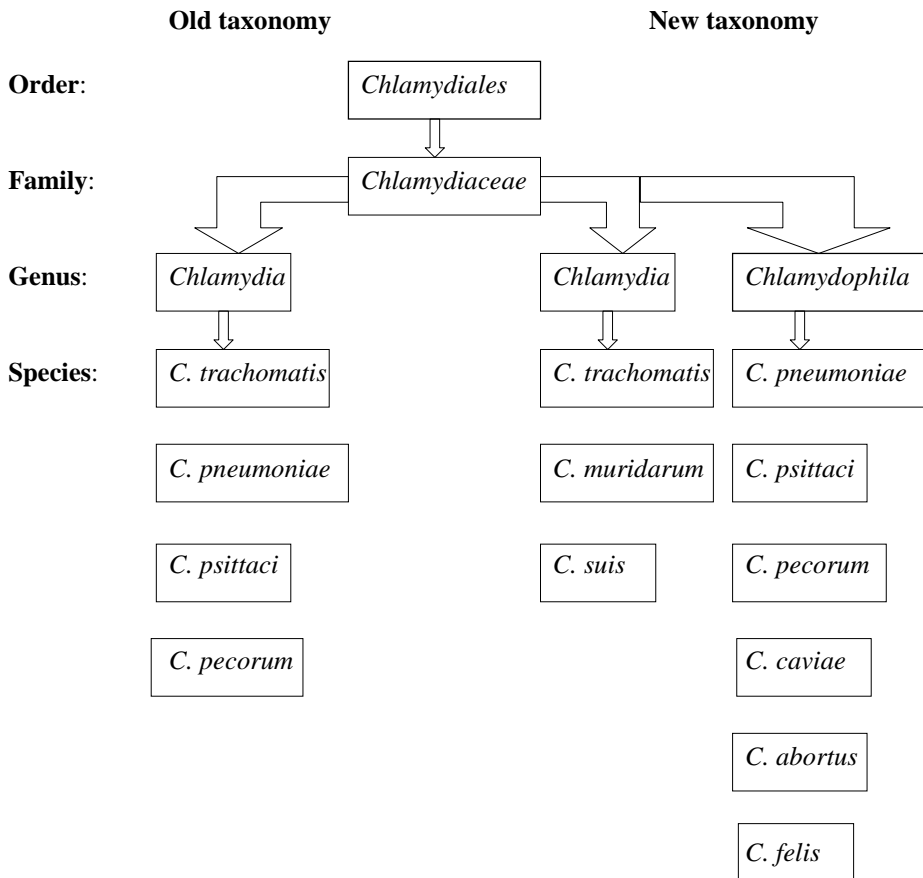 Old taxonomy New taxonomy
Order: Chlamydiales
Family: Chlamydiaceae
Genus: Chlamydia Chlamydia Chlamydophila
Species: C. trachomatis C. trachomatis C. pneumoniae
C. pneumoniae C. muridarum C. psittaci
C. psittaci C. suis C. pecorum
C. pecorum C. caviae
C. abortus
C. felis